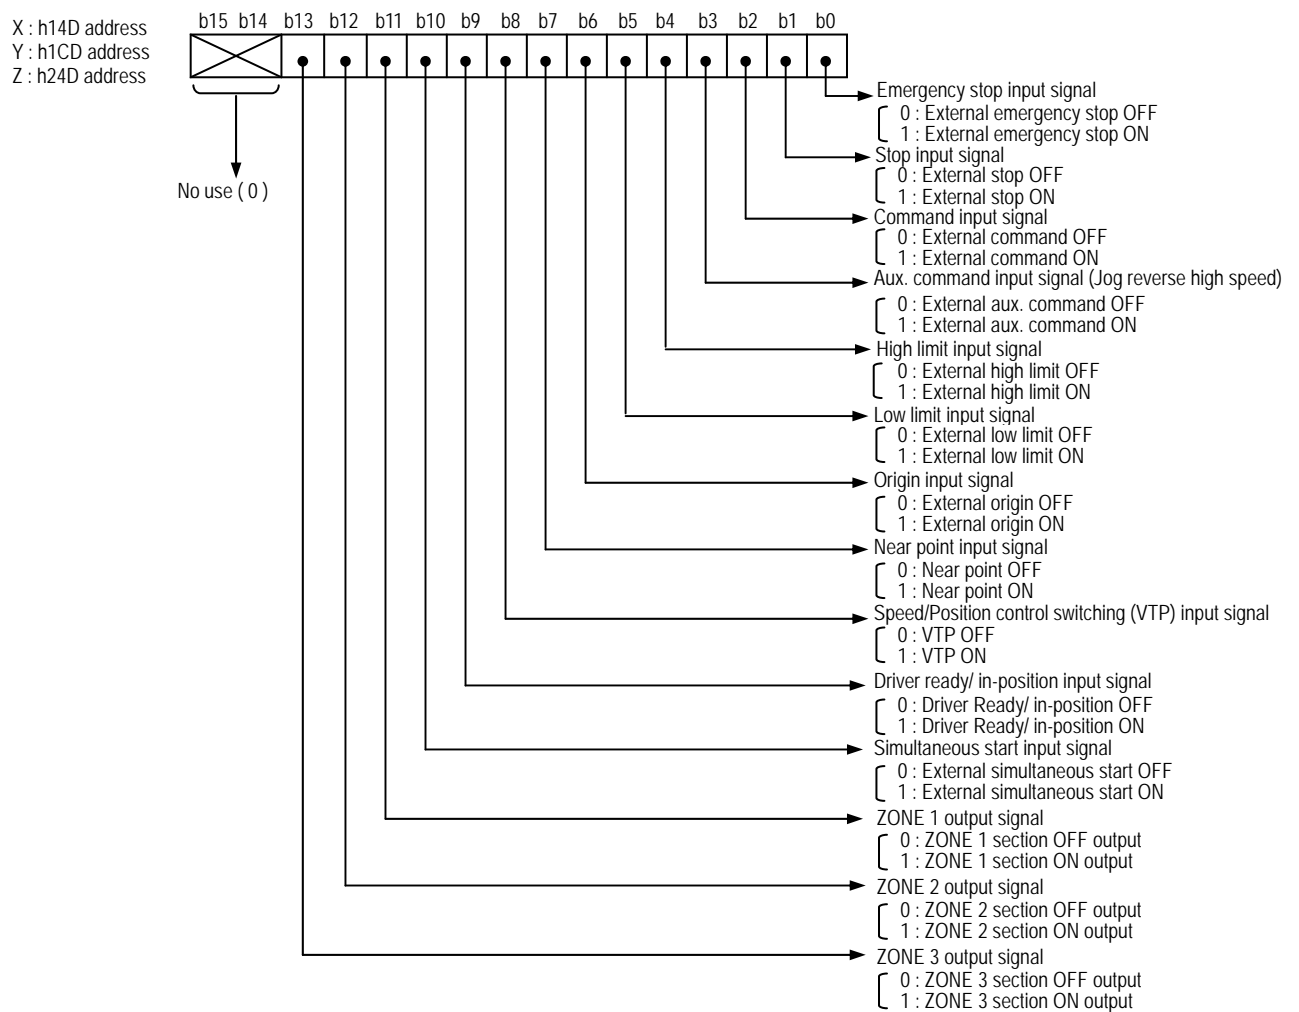 X : h14D address
Y : h1CD address
Z : h24D address
b15 b14 b13 b12 b11 b10 b9 b8 b7 b6 b5 b4 b3 b2 b1 b0
No use ( 0 )
Emergency stop input signal
0 : External emergency stop OFF
1 : External emergency stop ON
Stop input signal
0 : External stop OFF
1 : External stop ON
Command input signal
0 : External command OFF
1 : External command ON
Aux. command input signal (Jog reverse high speed)
0 : External aux. command OFF
1 : External aux. command ON
High limit input signal
0 : External high limit OFF
1 : External high limit ON
Low limit input signal
0 : External low limit OFF
1 : External low limit ON
Origin input signal
0 : External origin OFF
1 : External origin ON
Near point input signal
0 : Near point OFF
1 : Near point ON
Speed/Position control switching (VTP) input signal
0 : VTP OFF
1 : VTP ON
Driver ready/ in-position input signal
0 : Driver Ready/ in-position OFF
1 : Driver Ready/ in-position ON
Simultaneous start input signal
0 : External simultaneous start OFF
1 : External simultaneous start ON
ZONE 1 output signal
0 : ZONE 1 section OFF output
1 : ZONE 1 section ON output
ZONE 2 output signal
0 : ZONE 2 section OFF output
1 : ZONE 2 section ON output
ZONE 3 output signal
0 : ZONE 3 section OFF output
1 : ZONE 3 section ON output